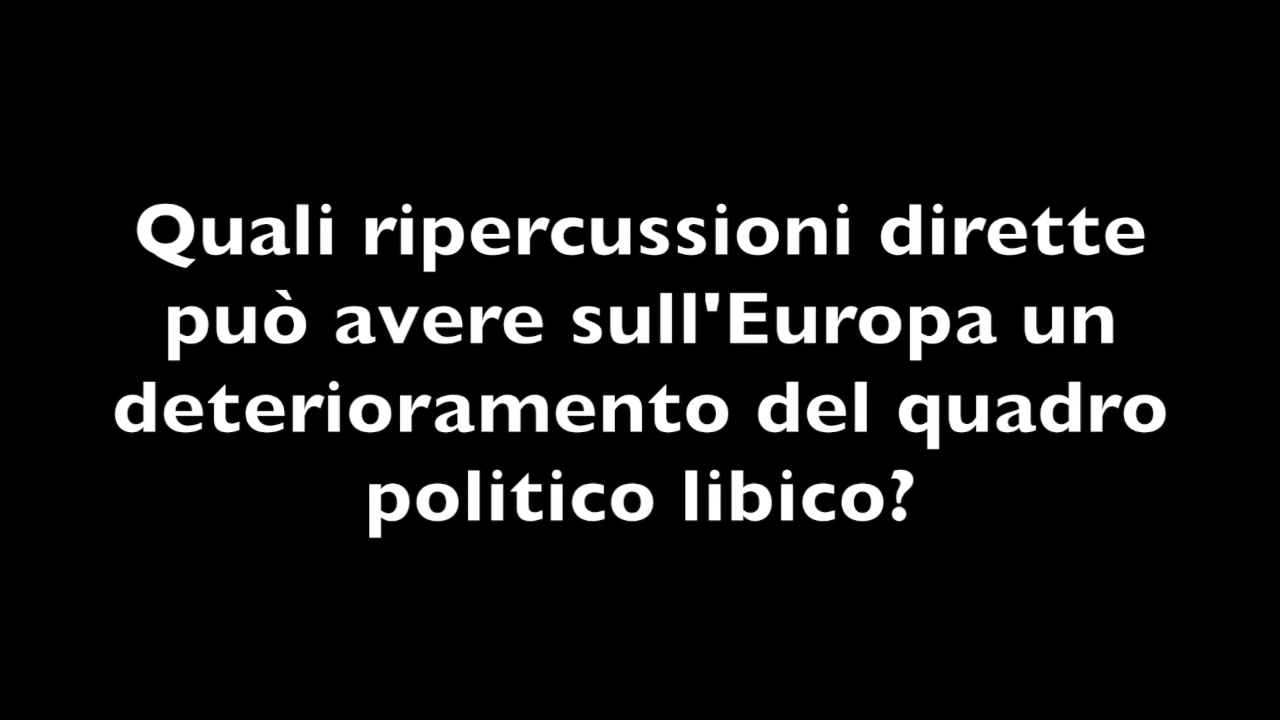 Quali ripercussioni dirette
può avere sull'Europa un
deterioramento del quadro
politico libico?